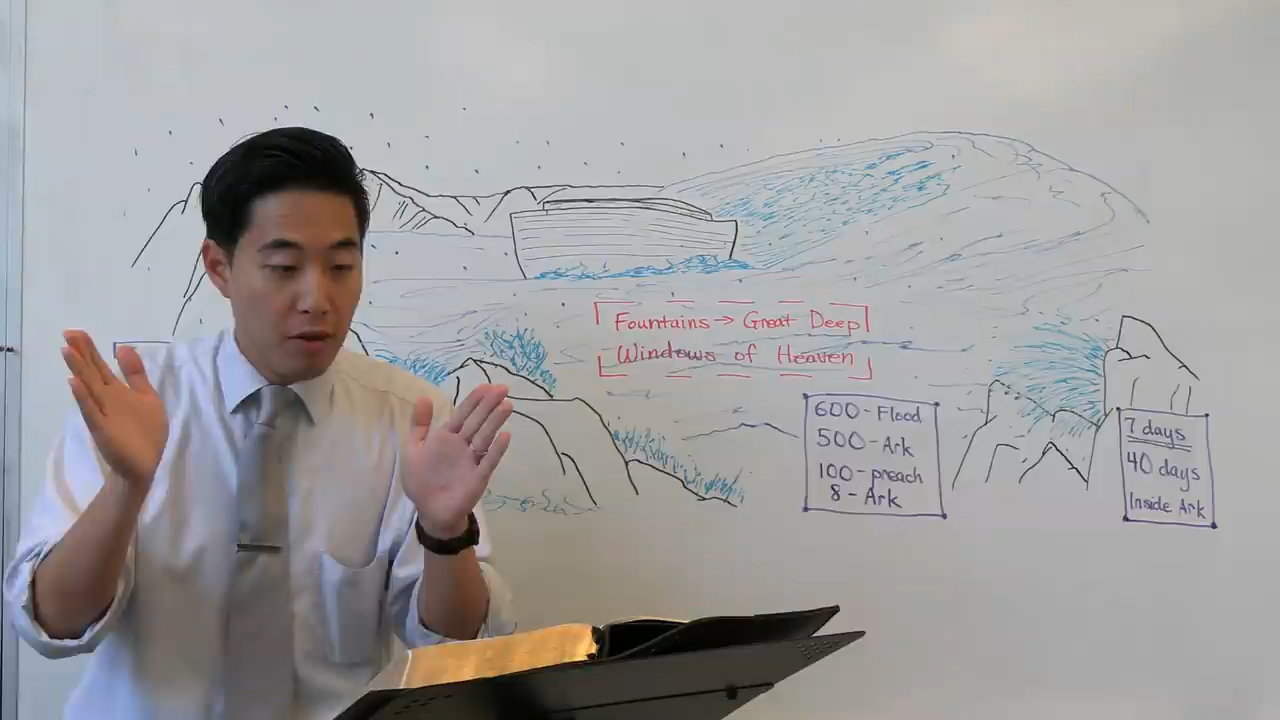 Fountains → Great Deep
Windows of Heaven
600 - Flood
500 - Ark
100 - preach
8 - Ark
7 days
40 days
Inside Ark